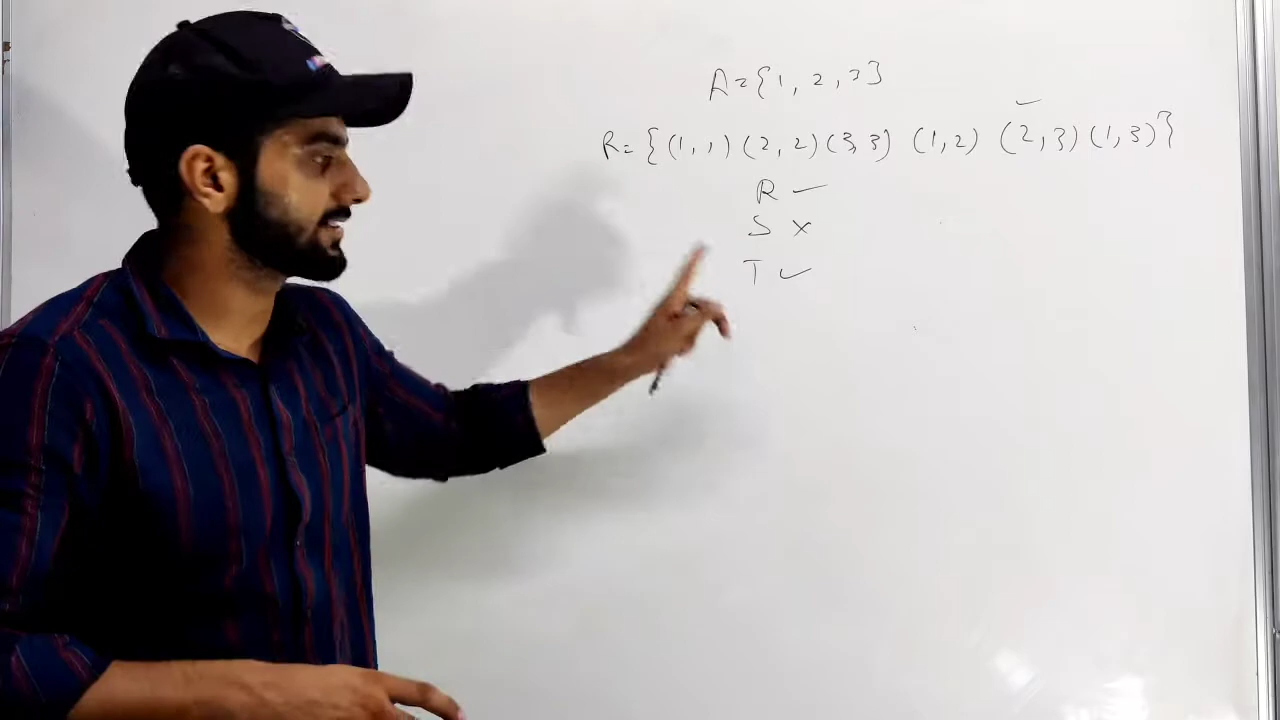 A={1, 2, 3}
R={(1,1)(2,2)(3,3) (1,2) (2,3)(1,3)}
R ✓
S ×
T ✓